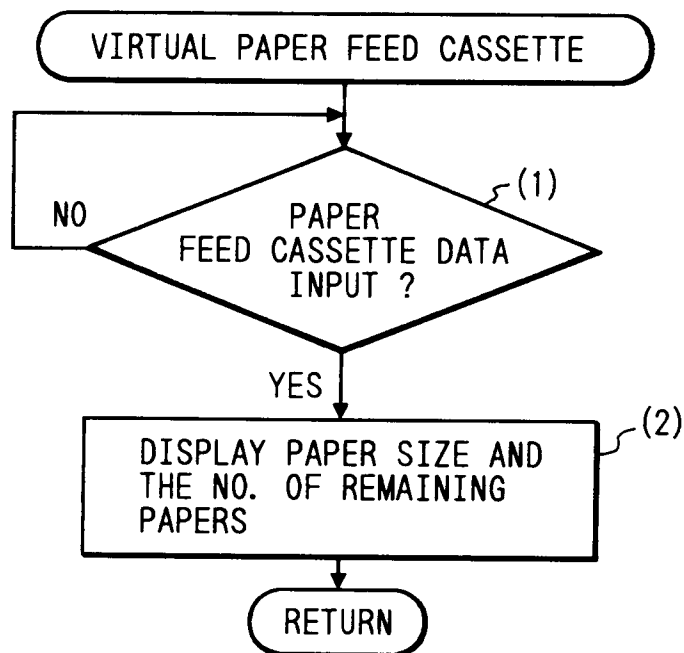 VIRTUAL PAPER FEED CASSETTE
(1)
NO
PAPER
FEED CASSETTE DATA
INPUT ?
YES
(2)
DISPLAY PAPER SIZE AND
THE NO. OF REMAINING
PAPERS
RETURN